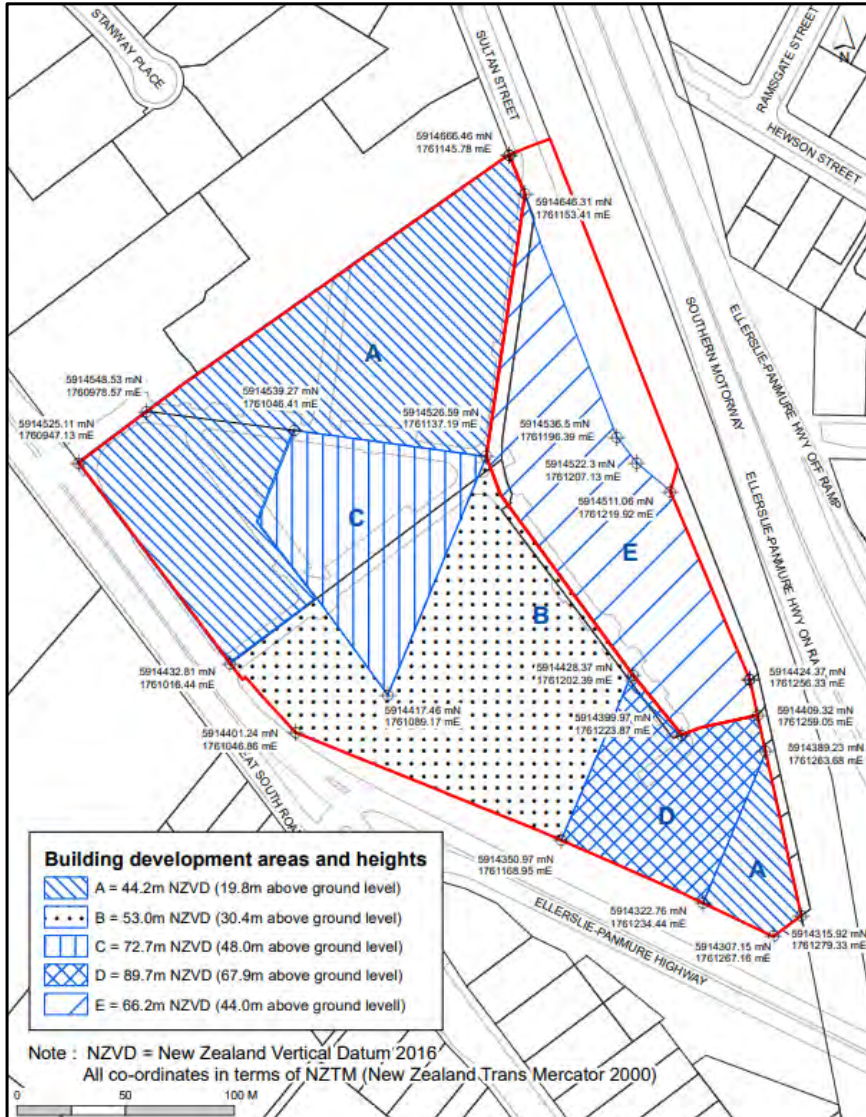 STANWAY PLACE
SULTAN STREET
RAMSGATE STREET
N
HEWSON STREET
5914666.46 mN
1761145.78 mE
5914646.31 mN
1761153.41 mE
SOUTHERN MOTORWAY
ELLERSLIE-PANMURE HWY OFF RAMP
A
5914548.53 mN
1760978.57 mE
5914539.27 mN
1761046.41 mE
5914526.59 mN
1761137.19 mE
5914525.11 mN
1760947.13 mE
5914536.5 mN
1761196.39 mE
5914522.3 mN
1761207.13 mE
5914511.06 mN
1761219.92 mE
ELLERSLIE-PANMURE HWY ON RA
C
E
B
5914432.81 mN
1761016.44 mE
5914428.37 mN
1761202.39 mE
5914424.37 mN
1761256.33 mE
5914417.46 mN
1761089.17 mE
5914409.32 mN
1761259.05 mE
5914401.24 mN
1761046.86 mE
5914399.97 mN
1761223.87 mE
5914389.23 mN
1761263.68 mE
EAT SOUTH ROA
D
A
5914350.97 mN
1761168.95 mE
5914322.76 mN
1761234.44 mE
5914315.92 mN
1761279.33 mE
5914307.15 mN
1761267.16 mE
ELLERSLIE-PANMURE HIGHWAY
Building development areas and heights
A = 44.2m NZVD (19.8m above ground level)
B = 53.0m NZVD (30.4m above ground level)
C = 72.7m NZVD (48.0m above ground level)
D = 89.7m NZVD (67.9m above ground level)
E = 66.2m NZVD (44.0m above ground levell)
Note : NZVD = New Zealand Vertical Datum 2016
All co-ordinates in terms of NZTM (New Zealand Trans Mercator 2000)
0 50 100 M